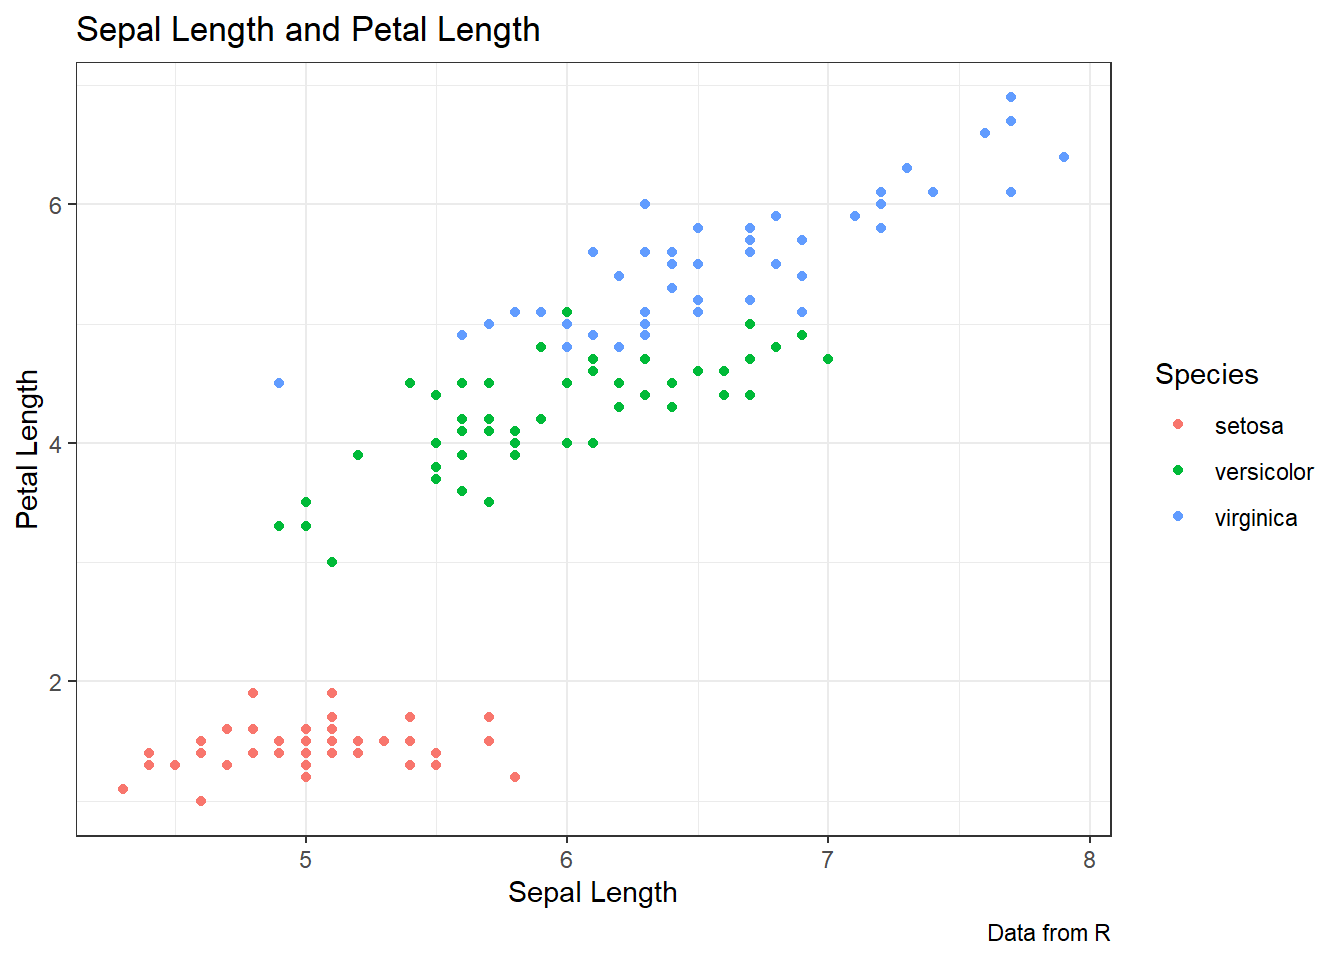 Sepal Length and Petal Length
6
4
2
Petal Length
5 6 7 8
Sepal Length
Species
setosa
versicolor
virginica
Data from R